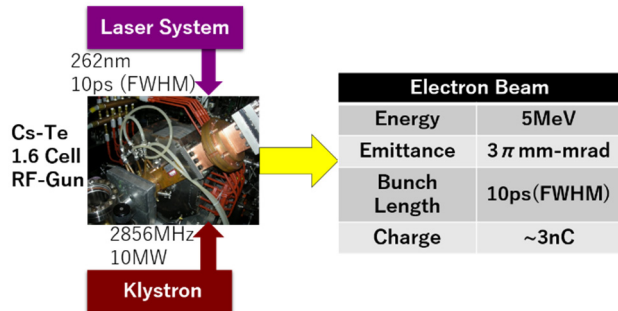 Laser System
262nm
10ps (FWHM)
Cs-Te
1.6 Cell
RF-Gun
2856MHz
10MW
Klystron
Electron Beam
Energy 5MeV
Emittance 3π mm-mrad
Bunch
Length 10ps(FWHM)
Charge ~3nC